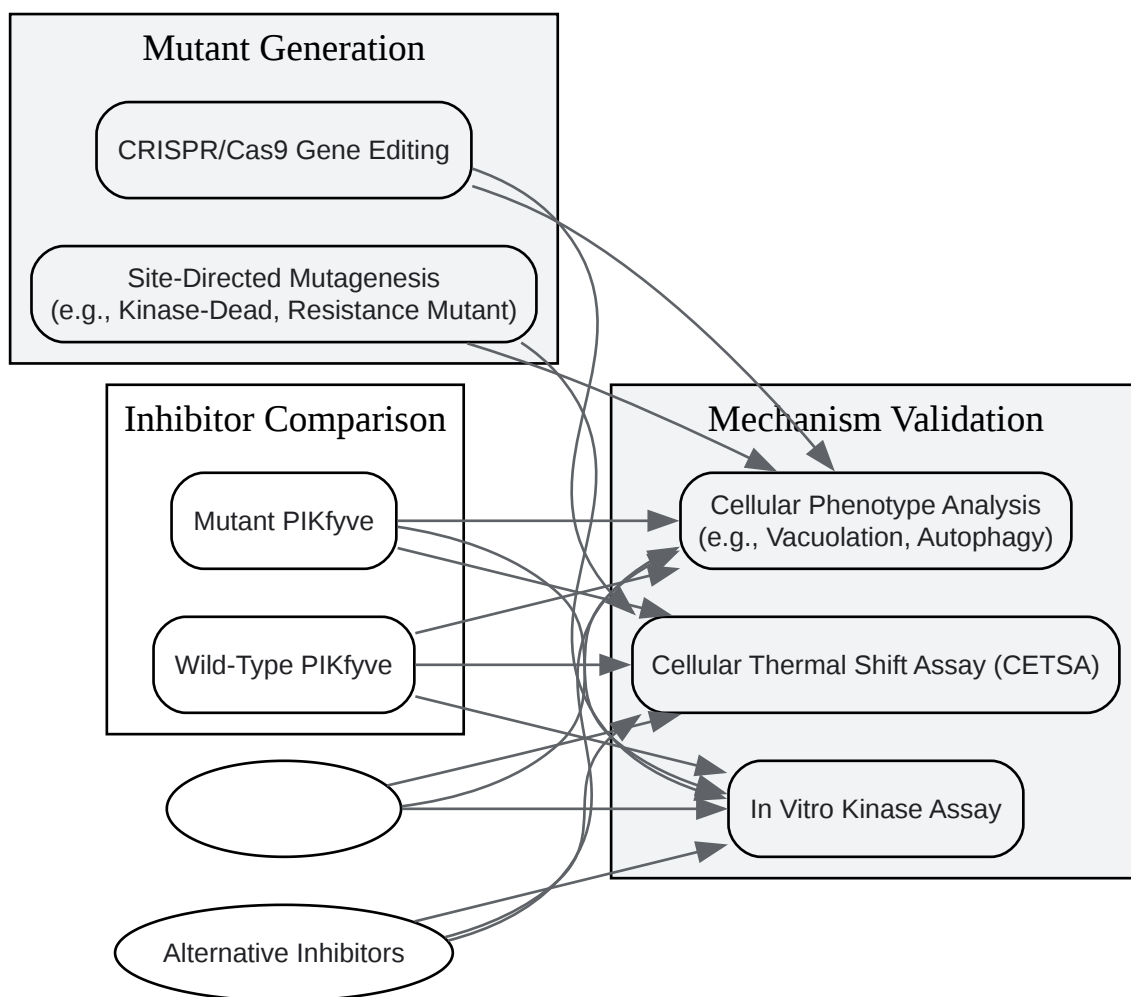 Mutant Generation
CRISPR/Cas9 Gene Editing
Site-Directed Mutagenesis
(e.g., Kinase-Dead, Resistance Mutant)
Inhibitor Comparison
Mutant PIKfyve
Wild-Type PIKfyve
Alternative Inhibitors
Mechanism Validation
Cellular Phenotype Analysis
(e.g., Vacuolation, Autophagy)
Cellular Thermal Shift Assay (CETSA)
In Vitro Kinase Assay